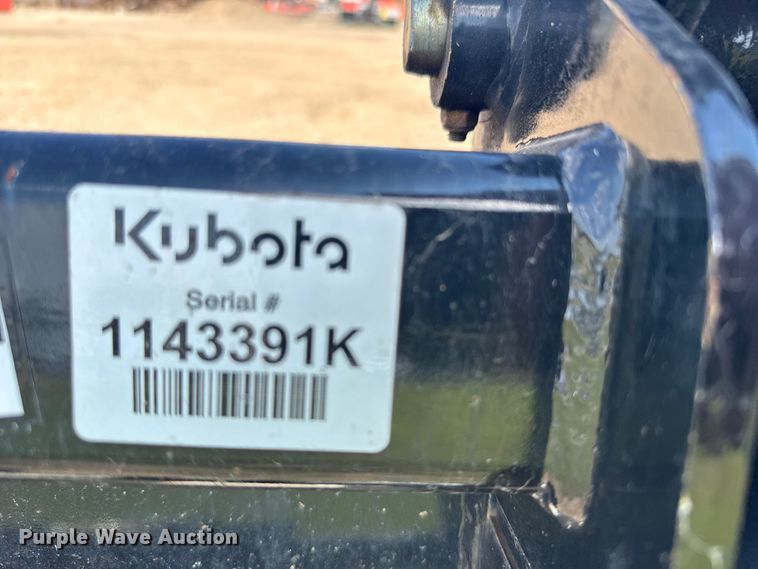 Kubota
Serial #
1143391K
Purple Wave Auction